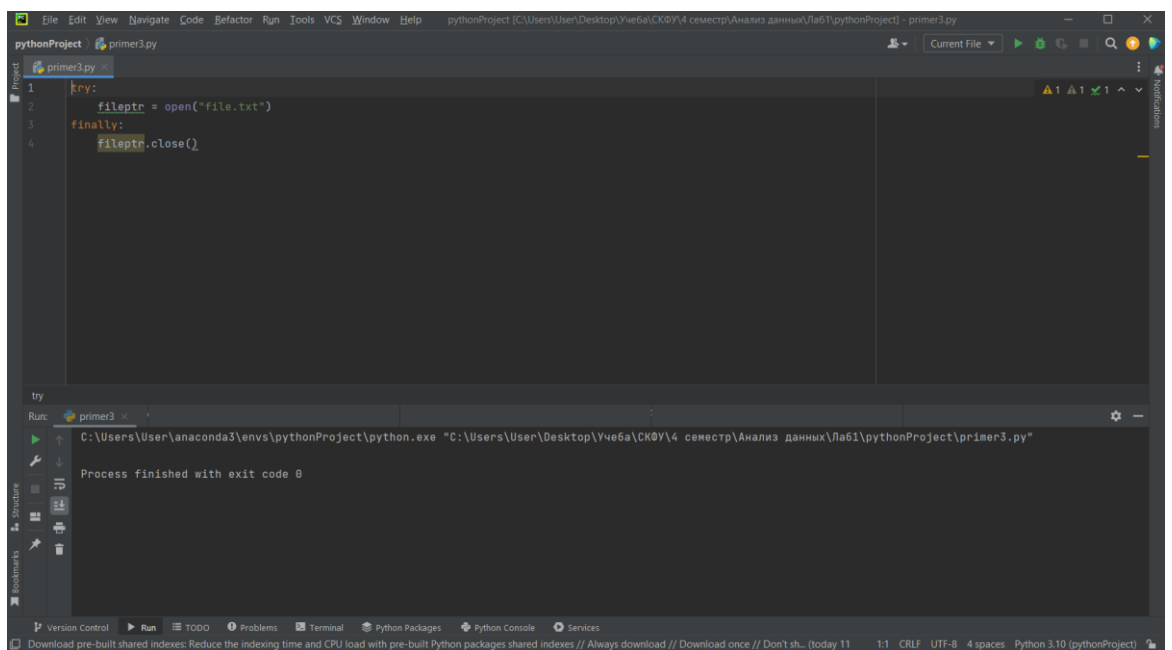 File Edit View Navigate Code Refactor Run Tools VCS Window Help pythonProject [C:\Users\User\Desktop\Учеба\СКФУ\4 семестр\Анализ данных\Лаб1\pythonProject] - primer3.py
pythonProject primer3.py Current File
primer3.py
1 try: 1 1 1
2 fileptr = open("file.txt")
3 finally:
4 fileptr.close()
Project
Notifications
try
Run: primer3
C:\Users\User\anaconda3\envs\pythonProject\python.exe "C:\Users\User\Desktop\Учеба\СКФУ\4 семестр\Анализ данных\Лаб1\pythonProject\primer3.py"
Process finished with exit code 0
Structure
Bookmarks
Version Control Run TODO Problems Terminal Python Packages Python Console Services
Download pre-built shared indexes: Reduce the indexing time and CPU load with pre-built Python packages shared indexes // Always download // Download once // Don't sh... (today 11 1:1 CRLF UTF-8 4 spaces Python 3.10 (pythonProject)